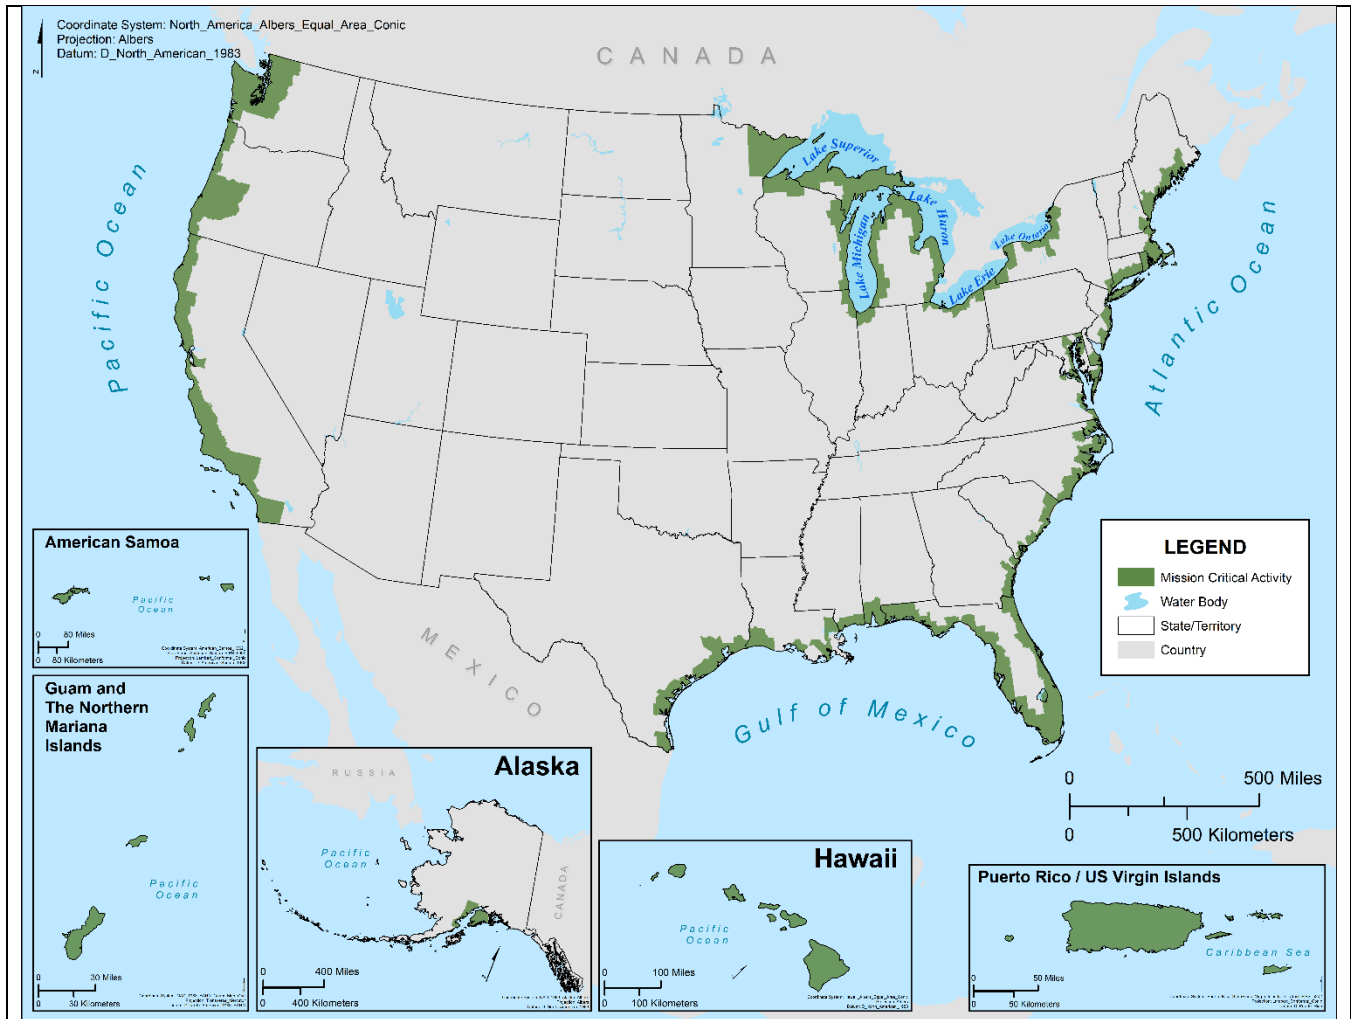 Coordinate System: North_America_Albers_Equal_Area_Conic
Projection: Albers
Datum: D_North_American_1983
N
CANADA
Pacific Ocean
Lake Superior
Lake Michigan
Lake Huron
Lake Ontario
Lake Erie
Atlantic Ocean
MEXICO
Gulf of Mexico
LEGEND
Mission Critical Activity
Water Body
State/Territory
Country
0 500 Miles
0 500 Kilometers
American Samoa
Pacific
Ocean
0 80 Miles
0 80 Kilometers
Guam and
The Northern
Mariana
Islands
Pacific
Ocean
0 30 Miles
0 30 Kilometers
Alaska
RUSSIA
Pacific
Ocean
CANADA
0 400 Miles
0 400 Kilometers
Hawaii
Pacific
Ocean
0 100 Miles
0 100 Kilometers
Puerto Rico / US Virgin Islands
Caribbean Sea
0 50 Miles
0 50 Kilometers